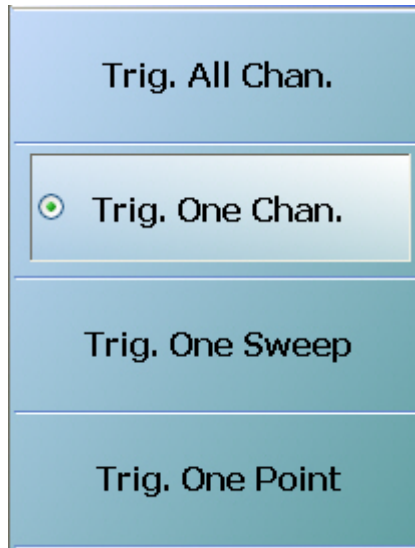 Trig. All Chan.
Trig. One Chan.
Trig. One Sweep
Trig. One Point